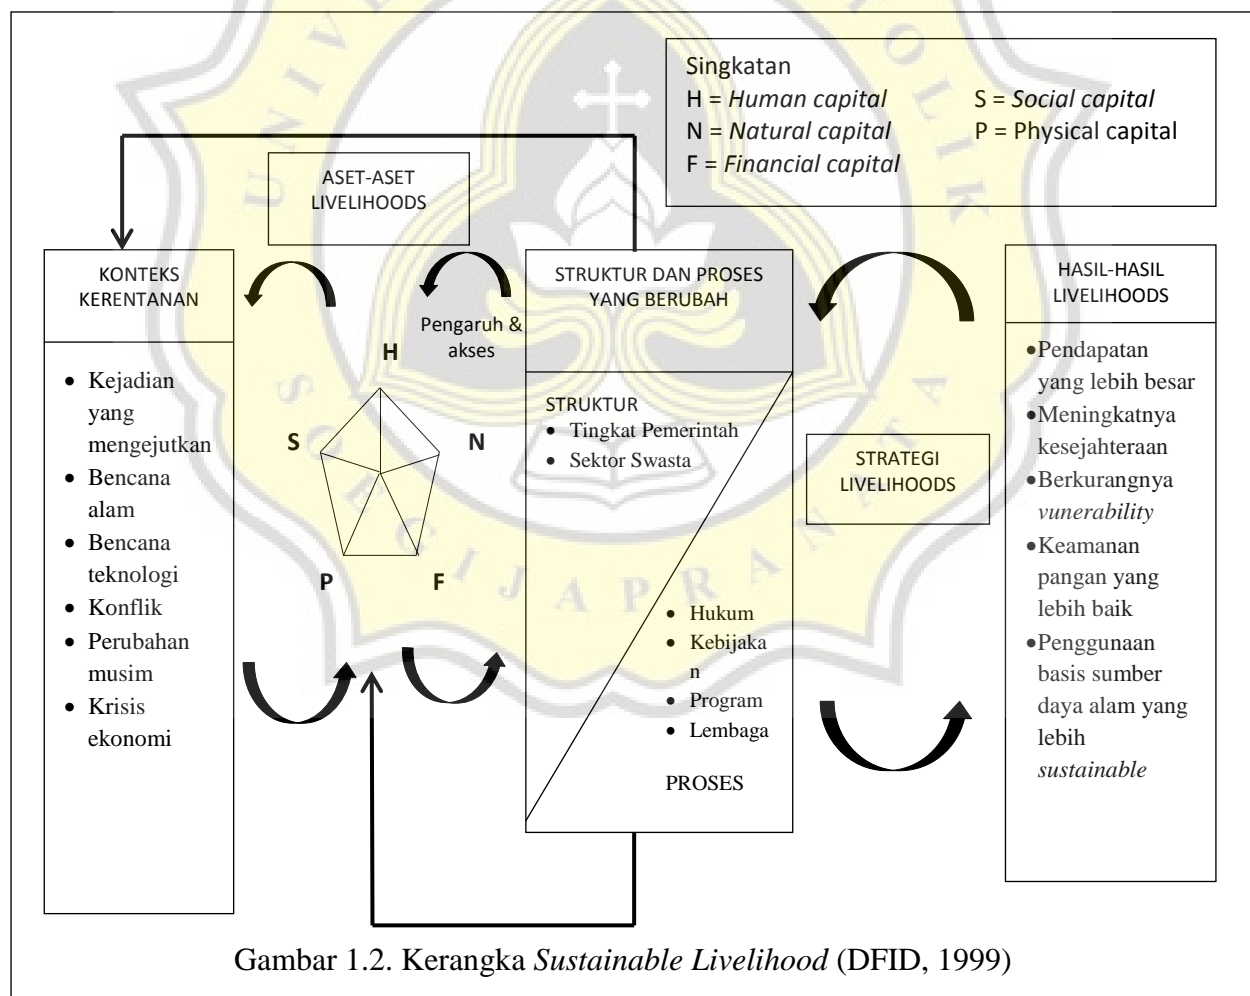 Singkatan
H = Human capital S = Social capital
N = Natural capital P = Physical capital
F = Financial capital
ASET-ASET
LIVELIHOODS
KONTEKS
KERENTANAN
• Kejadian
yang
mengejutkan
• Bencana
alam
• Bencana
teknologi
• Konflik
• Perubahan
musim
• Krisis
ekonomi
Pengaruh &
akses
H
S
N
P
F
STRUKTUR DAN PROSES
YANG BERUBAH
STRUKTUR
• Tingkat Pemerintah
• Sektor Swasta
• Hukum
• Kebijaka
n
• Program
• Lembaga
PROSES
STRATEGI
LIVELIHOODS
HASIL-HASIL
LIVELIHOODS
•Pendapatan
yang lebih besar
•Meningkatnya
kesejahteraan
•Berkurangnya
vunerability
•Keamanan
pangan yang
lebih baik
•Penggunaan
basis sumber
daya alam yang
lebih
sustainable
Gambar 1.2. Kerangka Sustainable Livelihood (DFID, 1999)
SOEGIJAPRANATA